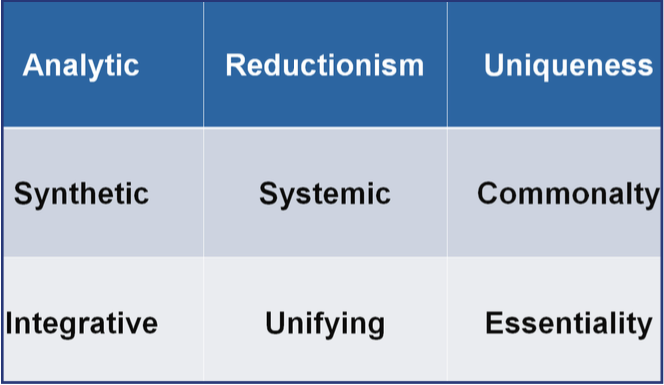 Analytic Reductionism Uniqueness
Synthetic Systemic Commonalty
Integrative Unifying Essentiality